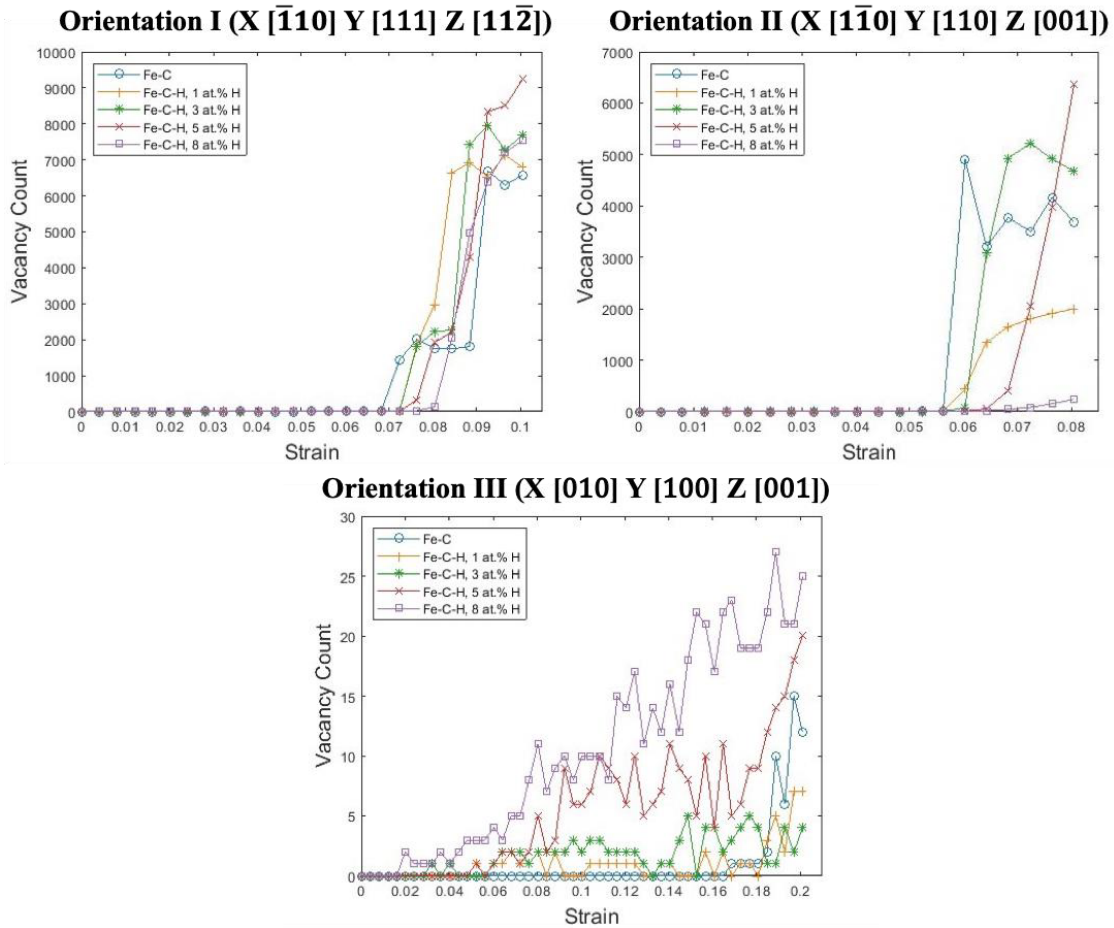 Orientation I (X [1̅10] Y [111] Z [112̅])
10000
9000
8000
7000
6000
5000
4000
3000
2000
1000
0
Vacancy Count
Fe-C
Fe-C-H, 1 at.% H
Fe-C-H, 3 at.% H
Fe-C-H, 5 at.% H
Fe-C-H, 8 at.% H
0 0.01 0.02 0.03 0.04 0.05 0.06 0.07 0.08 0.09 0.1
Strain
Orientation II (X [11̅0] Y [110] Z [001])
7000
6000
5000
4000
3000
2000
1000
0
Vacancy Count
Fe-C
Fe-C-H, 1 at.% H
Fe-C-H, 3 at.% H
Fe-C-H, 5 at.% H
Fe-C-H, 8 at.% H
0 0.01 0.02 0.03 0.04 0.05 0.06 0.07 0.08
Strain
Orientation III (X [010] Y [100] Z [001])
30
25
20
15
10
5
0
Vacancy Count
Fe-C
Fe-C-H, 1 at.% H
Fe-C-H, 3 at.% H
Fe-C-H, 5 at.% H
Fe-C-H, 8 at.% H
0 0.02 0.04 0.06 0.08 0.1 0.12 0.14 0.16 0.18 0.2
Strain